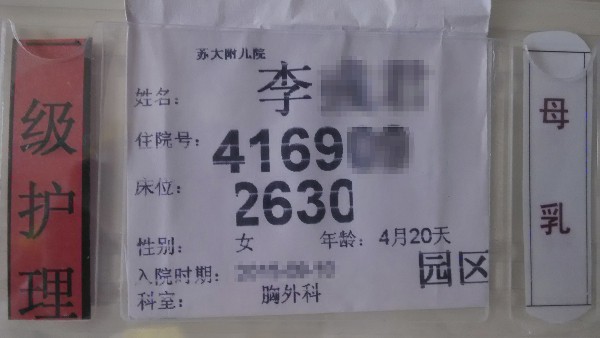 一级护理
苏大附儿院
姓名： 李
住院号： 4169
床位： 2630
性别： 女 年龄： 4月20天
入院时期：
园区
科室： 胸外科
母乳